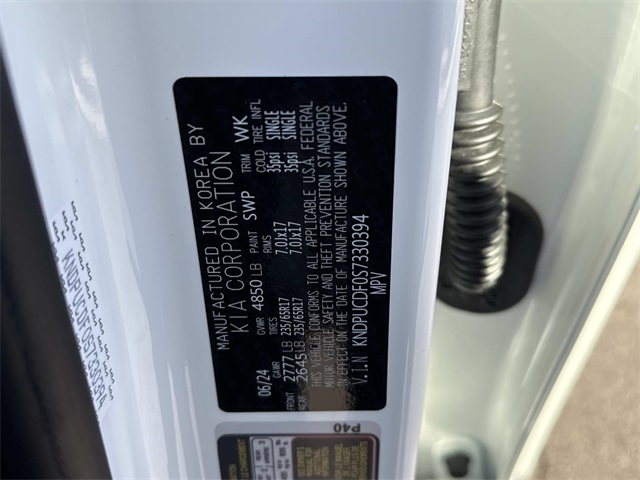 MANUFACTURED IN KOREA BY
KIA CORPORATION
06/24 GVWR 4850 LB PAINT SWP TRIM WK
GAWR TIRES RIMS COLD TIRE INFL
FRONT 2777 LB 235/65R17 7.0JX17 35psi SINGLE
REAR 2645 LB 235/65R17 7.0JX17 35psi SINGLE
THIS VEHICLE CONFORMS TO ALL APPLICABLE U.S.A. FEDERAL
MOTOR VEHICLE SAFETY AND THEFT PREVENTION STANDARDS
IN EFFECT ON THE DATE OF MANUFACTURE SHOWN ABOVE.
V.I.N KNDPUCDF0S7330394
MPV
P40
KNDPUCDF0S7330394